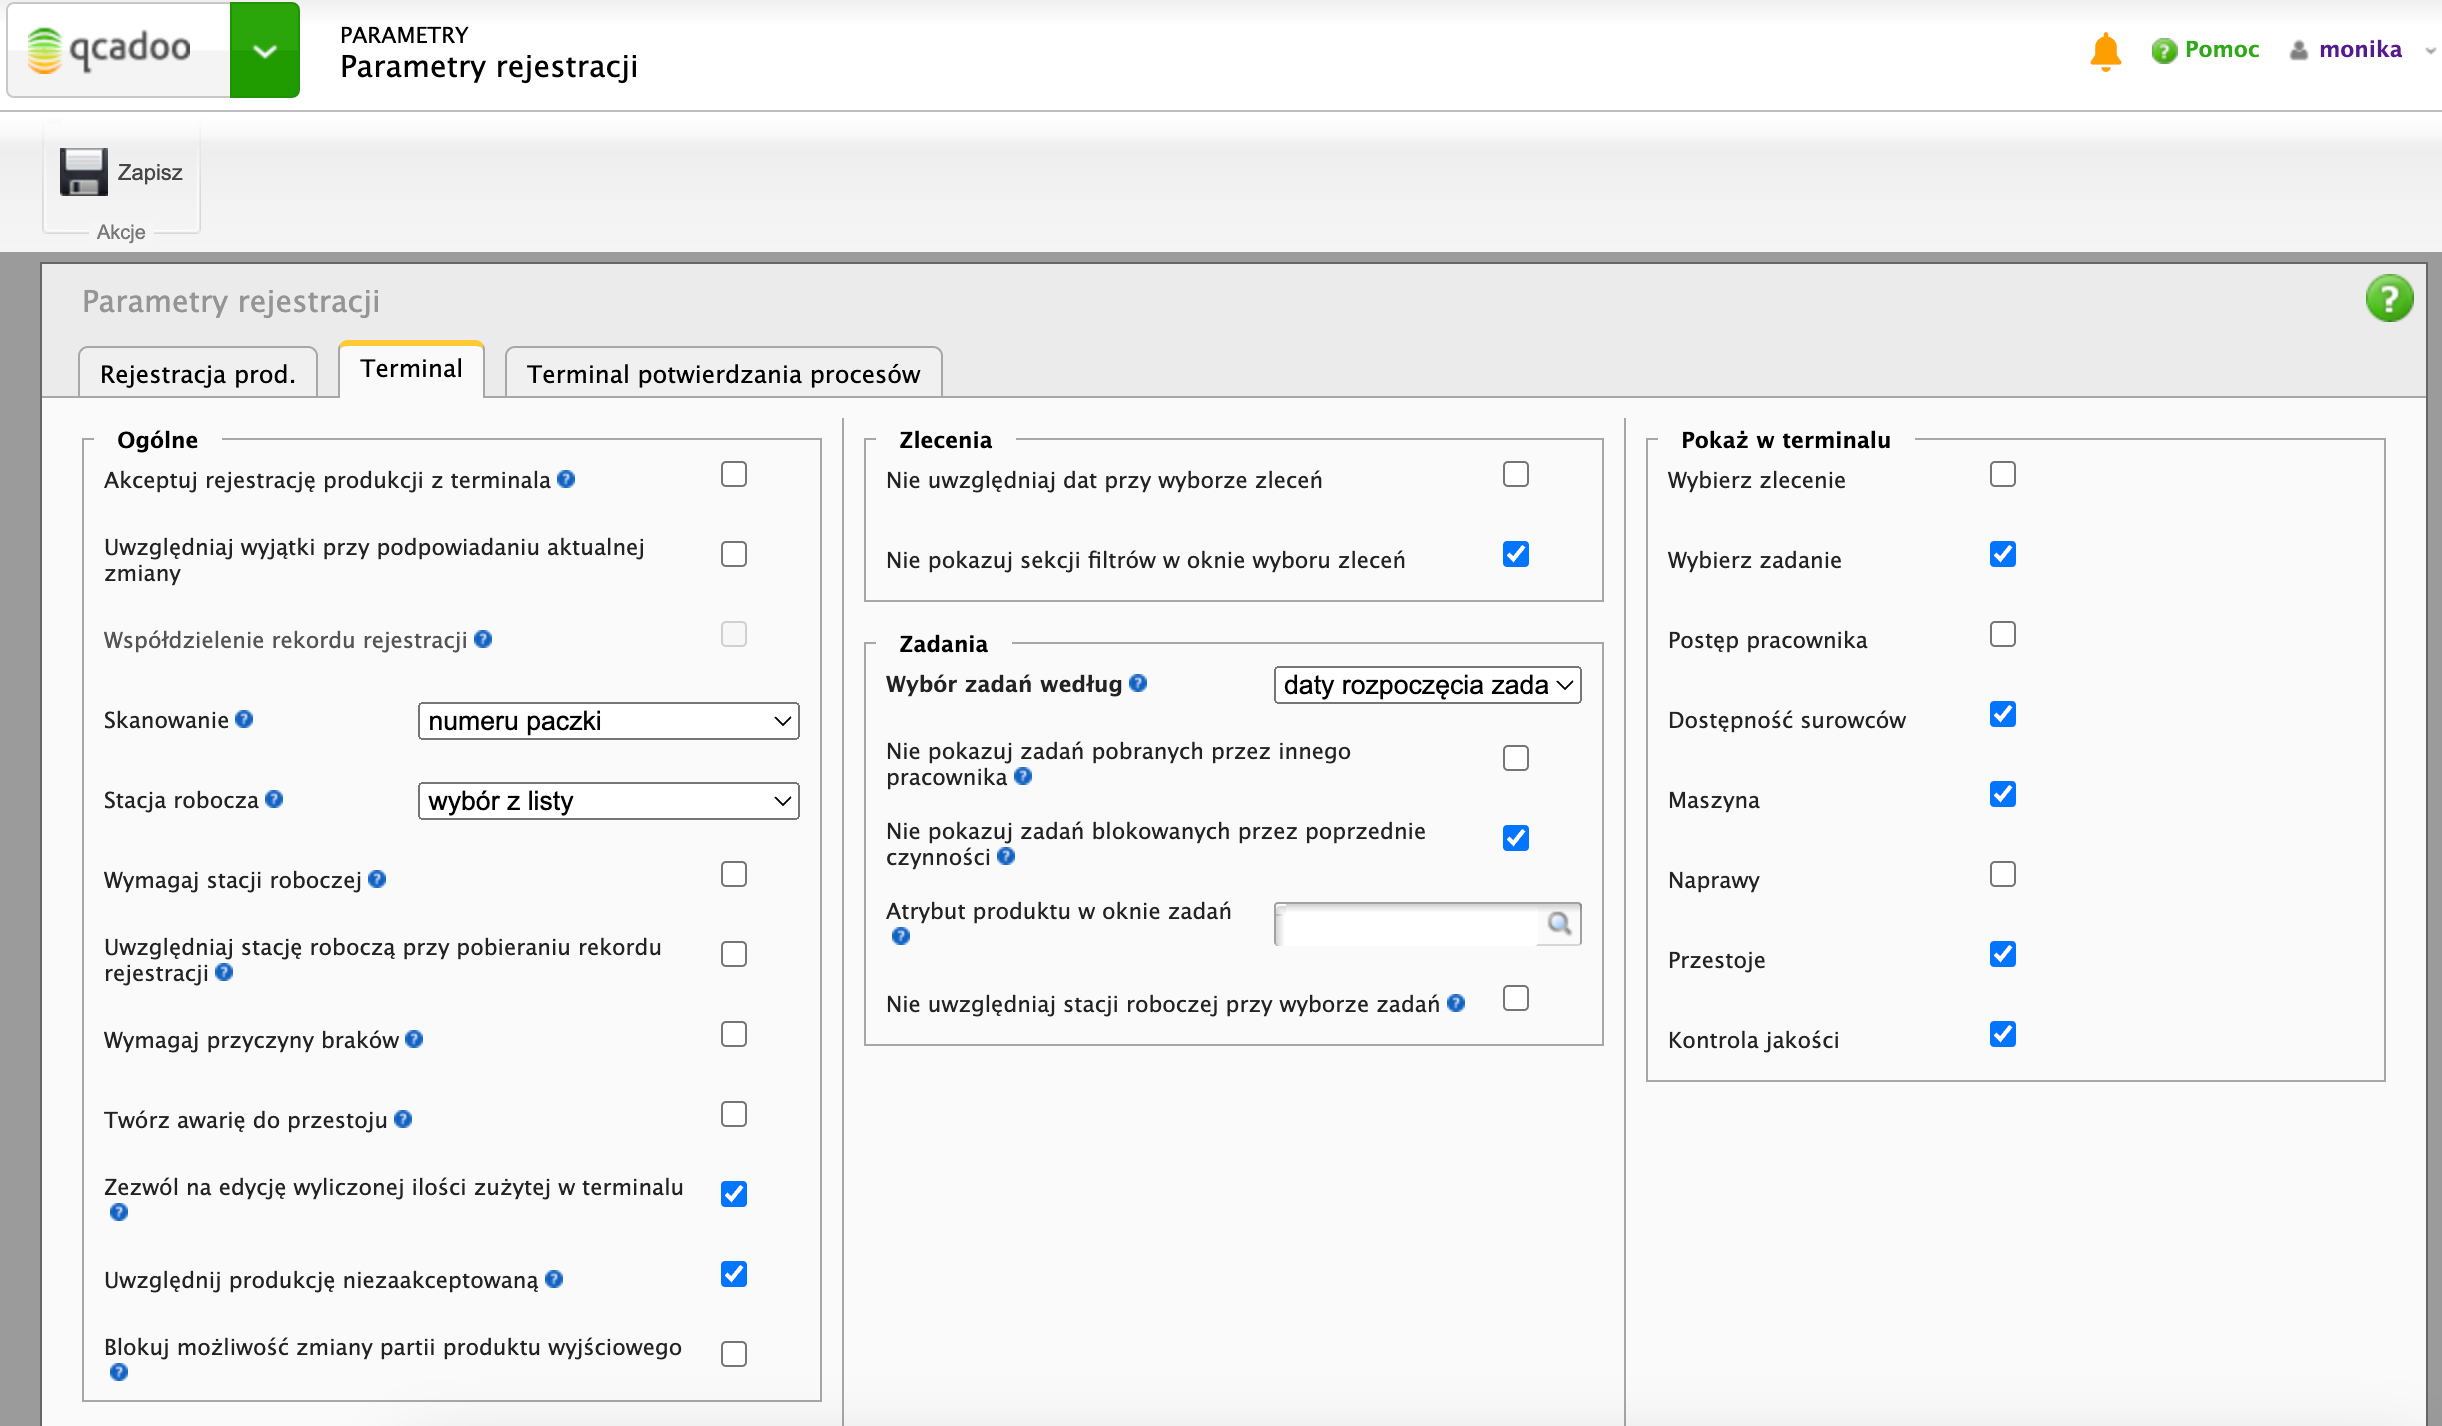 qcadoo
PARAMETRY
Parametry rejestracji
Pomoc
monika
Zapisz
Akcje
Parametry rejestracji
Rejestracja prod.
Terminal
Terminal potwierdzania procesów
Ogólne
Akceptuj rejestrację produkcji z terminala
Uwzględniaj wyjątki przy podpowiadaniu aktualnej
zmiany
Współdzielenie rekordu rejestracji
Skanowanie
numeru paczki
Stacja robocza
wybór z listy
Wymagaj stacji roboczej
Uwzględniaj stację roboczą przy pobieraniu rekordu
rejestracji
Wymagaj przyczyny braków
Twórz awarię do przestoju
Zezwól na edycję wyliczonej ilości zużytej w terminalu
Uwzględnij produkcję niezaakceptowaną
Blokuj możliwość zmiany partii produktu wyjściowego
Zlecenia
Nie uwzględniaj dat przy wyborze zleceń
Nie pokazuj sekcji filtrów w oknie wyboru zleceń
Zadania
Wybór zadań według
daty rozpoczęcia zada
Nie pokazuj zadań pobranych przez innego
pracownika
Nie pokazuj zadań blokowanych przez poprzednie
czynności
Atrybut produktu w oknie zadań
Nie uwzględniaj stacji roboczej przy wyborze zadań
Pokaż w terminalu
Wybierz zlecenie
Wybierz zadanie
Postęp pracownika
Dostępność surowców
Maszyna
Naprawy
Przestoje
Kontrola jakości